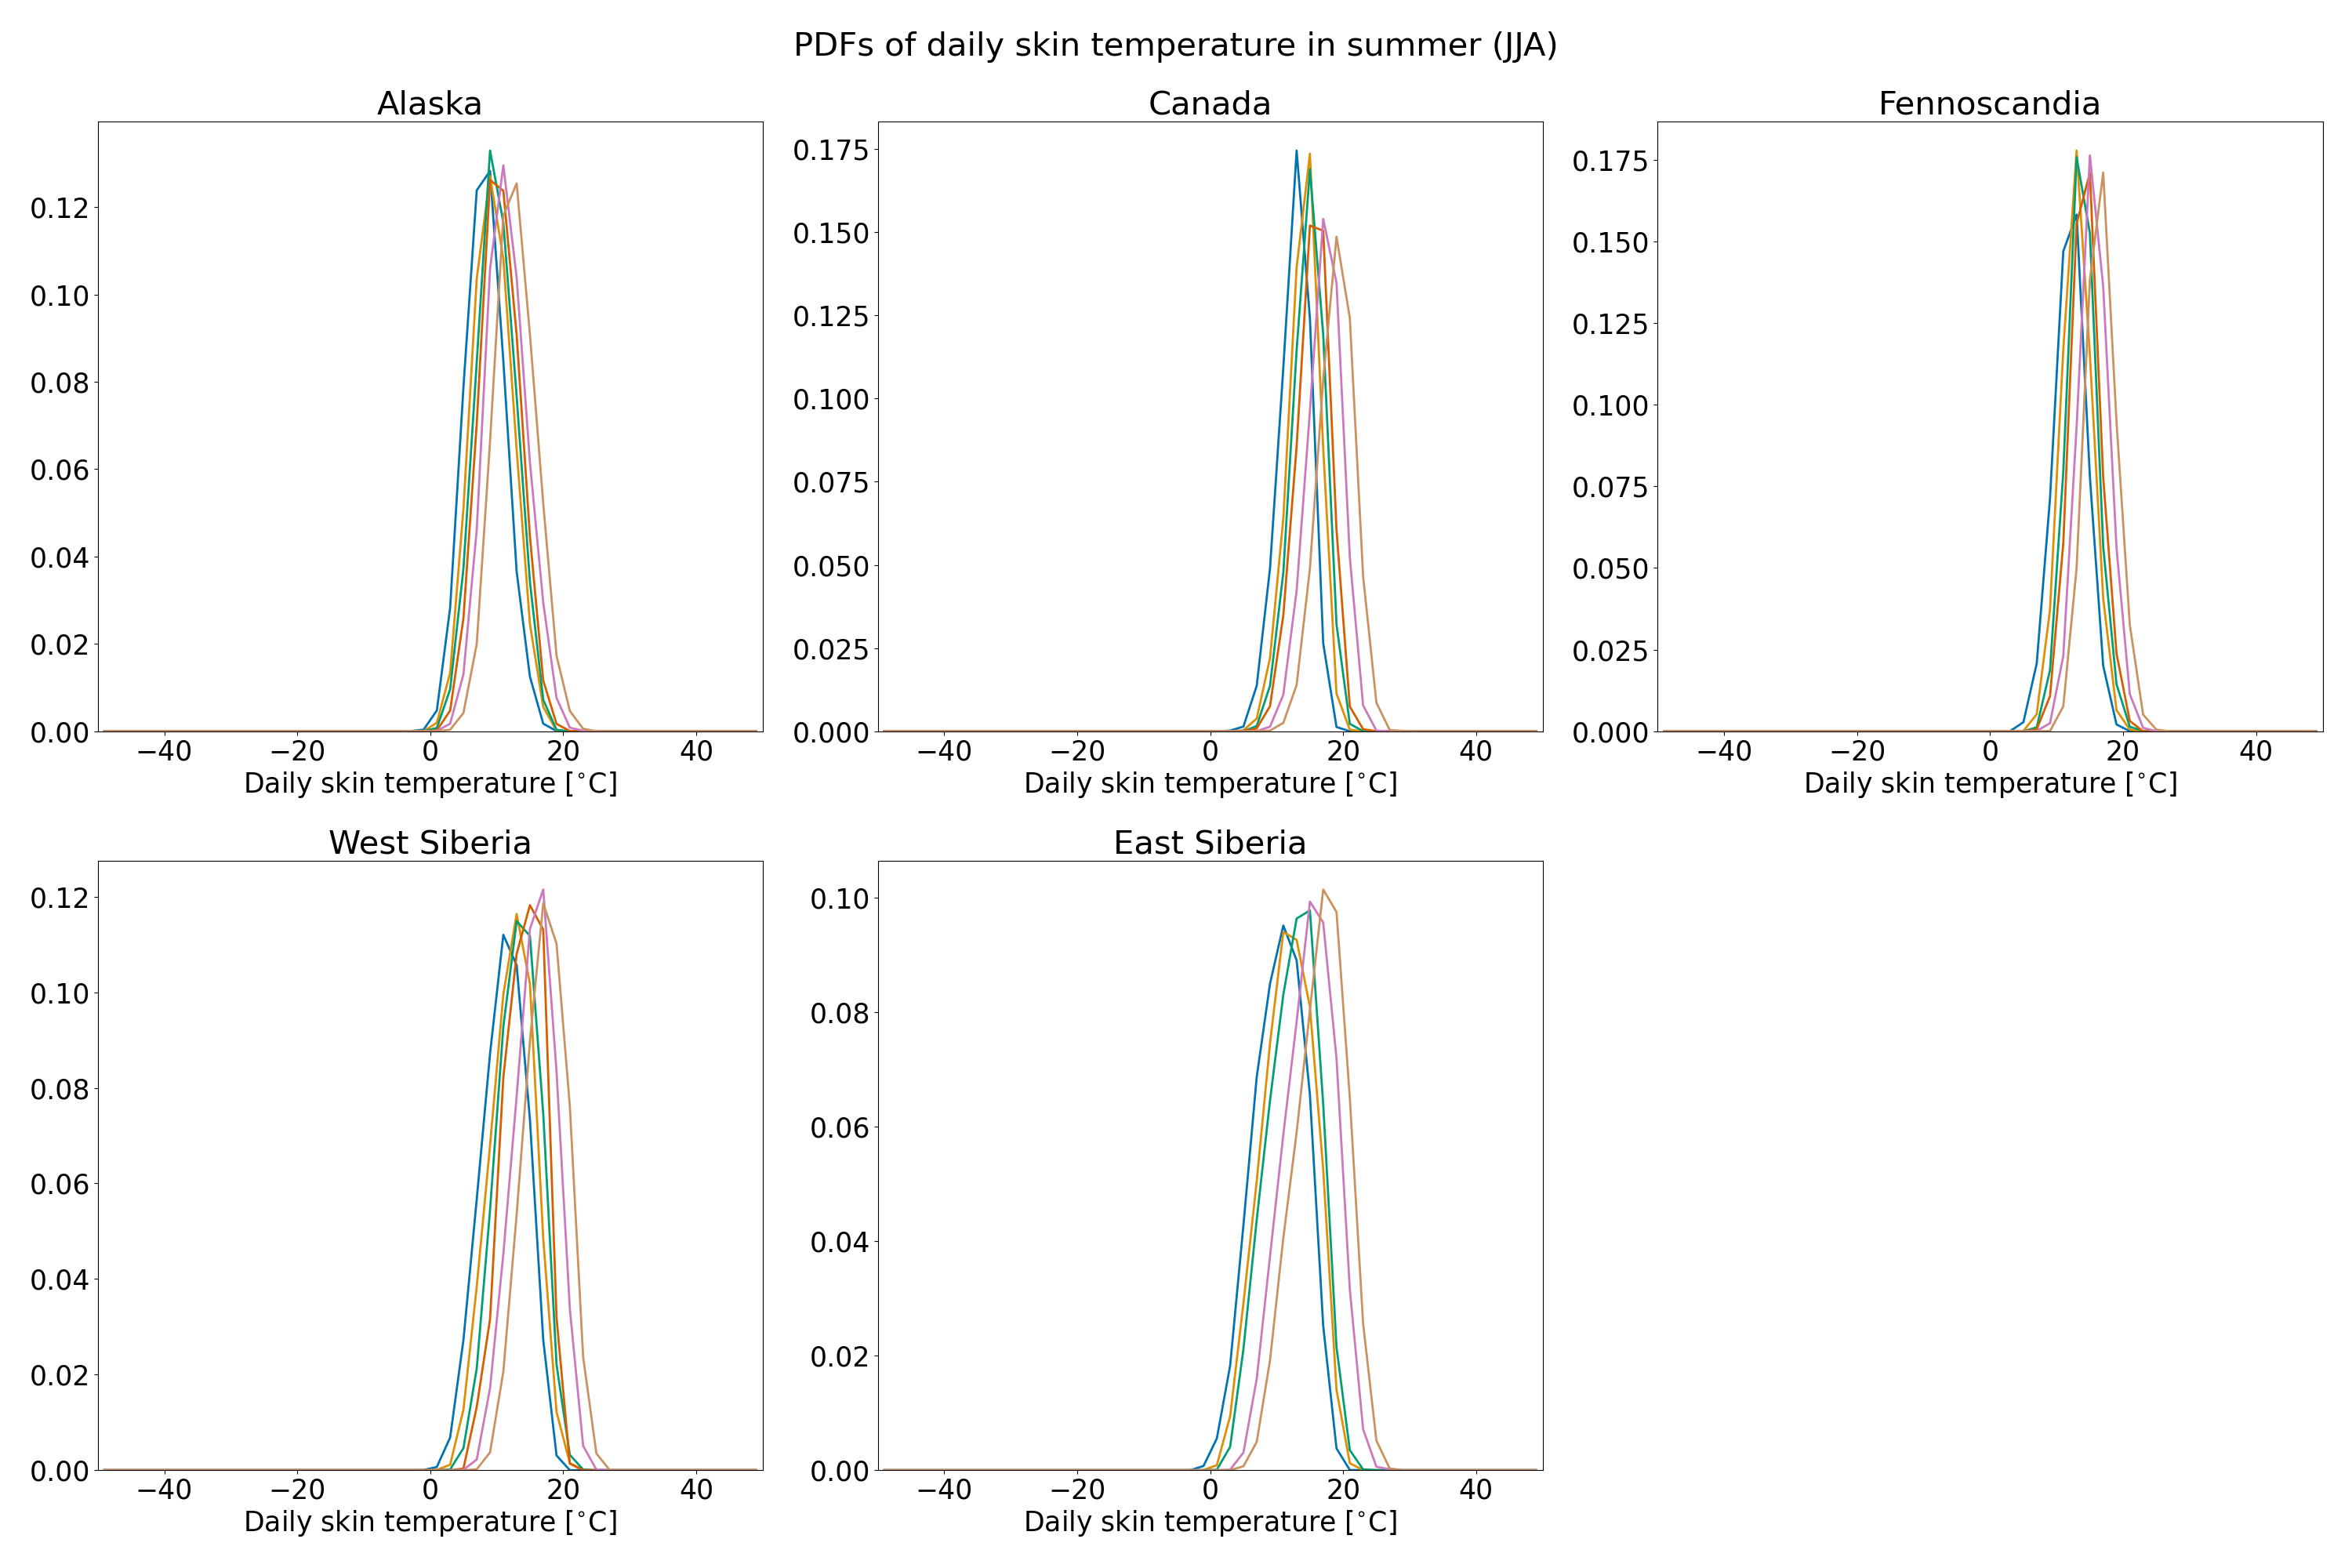 PDFs of daily skin temperature in summer (JJA)
Alaska
0.12
0.10
0.08
0.06
0.04
0.02
0.00
−40 −20 0 20 40
Daily skin temperature [°C]
Canada
0.175
0.150
0.125
0.100
0.075
0.050
0.025
0.000
−40 −20 0 20 40
Daily skin temperature [°C]
Fennoscandia
0.175
0.150
0.125
0.100
0.075
0.050
0.025
0.000
−40 −20 0 20 40
Daily skin temperature [°C]
West Siberia
0.12
0.10
0.08
0.06
0.04
0.02
0.00
−40 −20 0 20 40
Daily skin temperature [°C]
East Siberia
0.10
0.08
0.06
0.04
0.02
0.00
−40 −20 0 20 40
Daily skin temperature [°C]